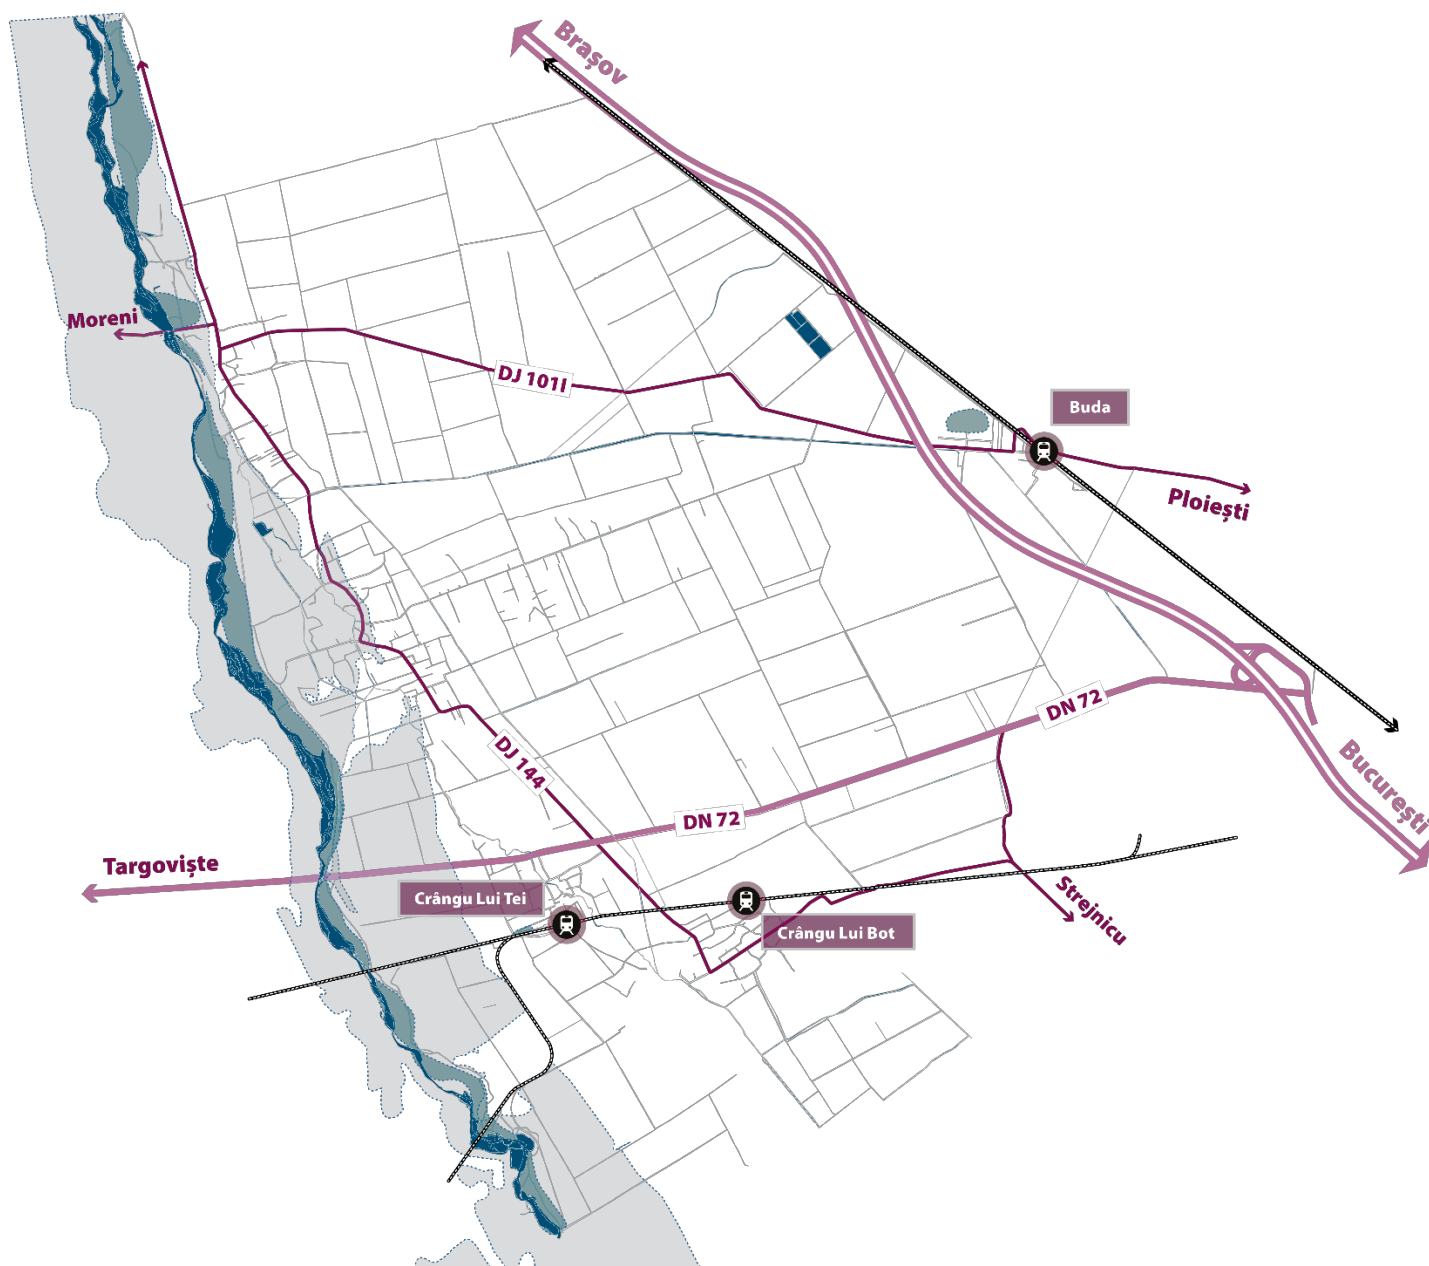 Brașov
Moreni
DJ 101I
Buda
Ploiești
DN 72
DJ 144
București
DN 72
Targoviște
Crângu Lui Tei
Strejnicu
Crângu Lui Bot